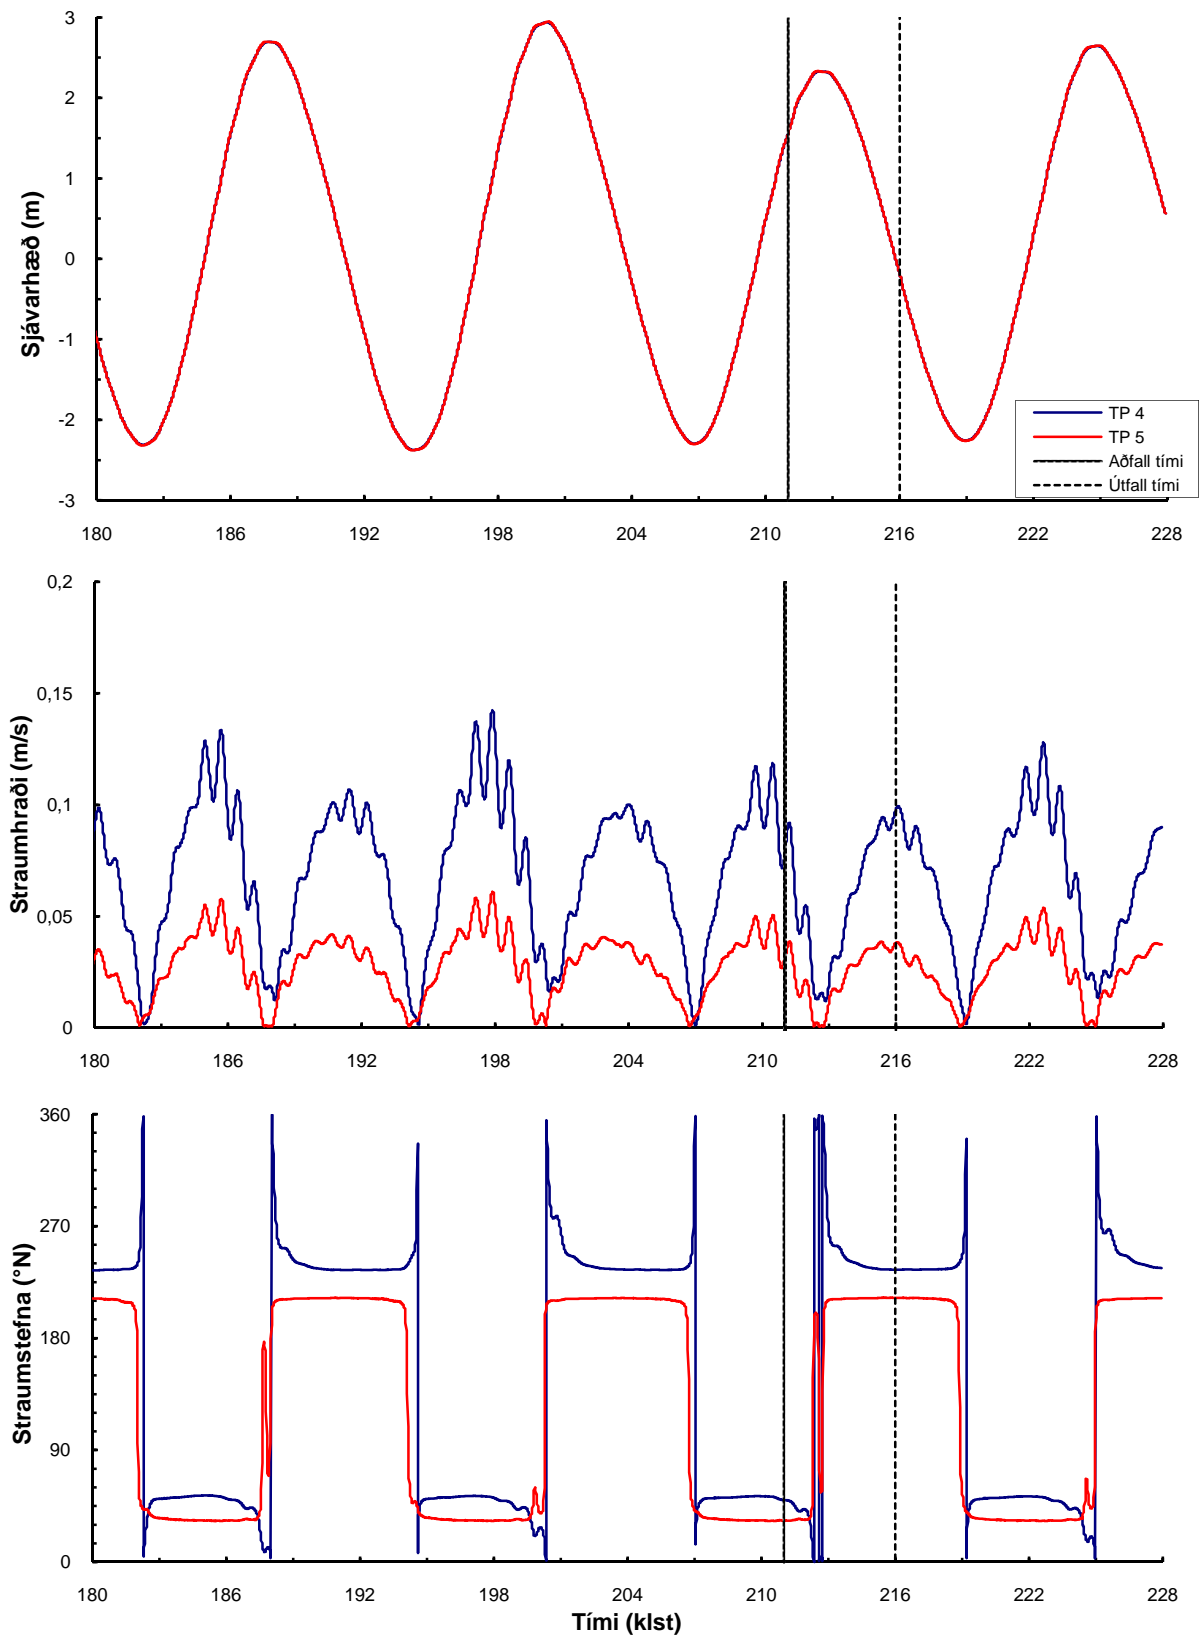 3
2
1
0
-1
-2
-3
Sjávarhæð (m)
TP 4
TP 5
Aðfall tími
Útfall tími
180 186 192 198 204 210 216 222 228
0,2
0,15
0,1
0,05
0
Straumhraði (m/s)
180 186 192 198 204 210 216 222 228
360
270
180
90
0
Straumstefna (°N)
180 186 192 198 204 210 216 222 228
Tími (klst)